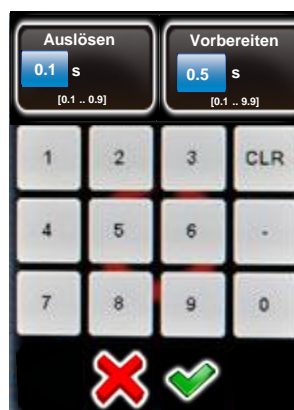 Auslösen
0.1 s
[0.1 .. 0.9]
Vorbereiten
0.5 s
[0.1 .. 9.9]
1 2 3 CLR
4 5 6 -
7 8 9 0